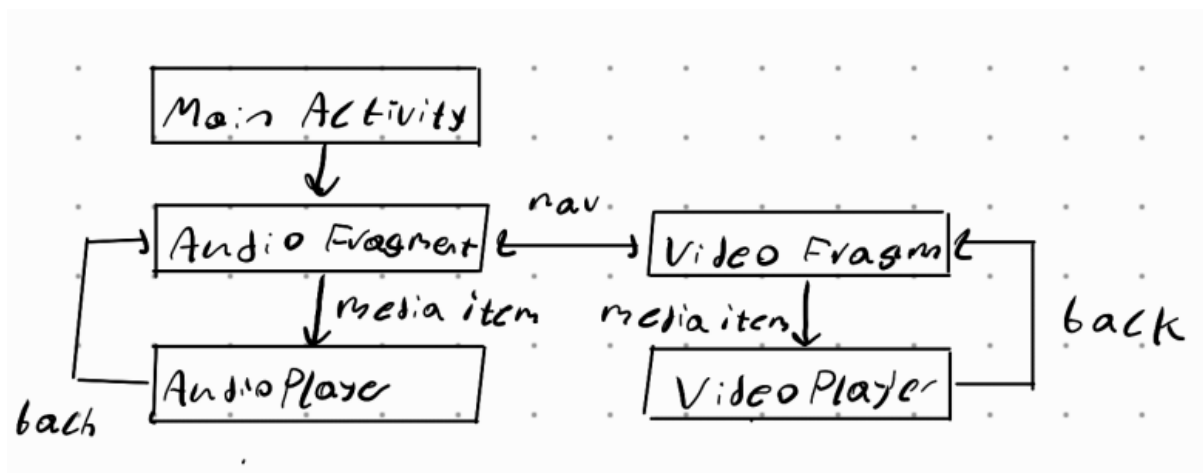 Main Activity
nav
Audio Fragment
Video Fragm
media item
media item
back
AudioPlayer
VideoPlayer
back